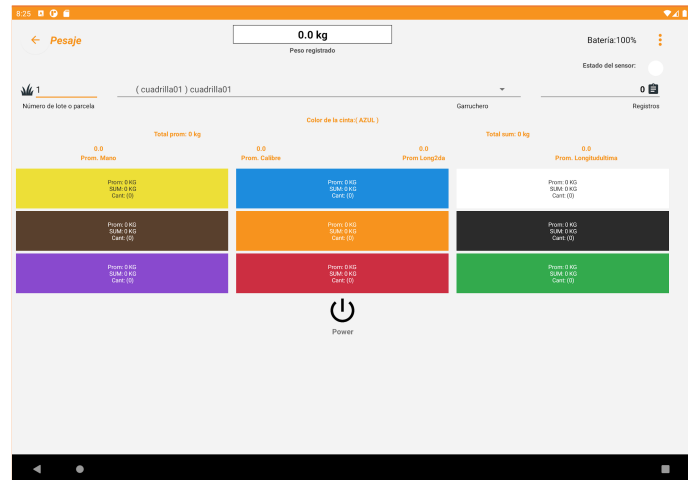 8:25
← Pesaje
0.0 kg
Peso registrado
Batería:100%
Estado del sensor:
1
( cuadrilla01 ) cuadrilla01
0
Número de lote o parcela
Garruchero
Registros
Color de la cinta:( AZUL )
Total prom: 0 kg
Total sum: 0 kg
0.0
0.0
0.0
0.0
Prom. Mano
Prom. Calibre
Prom Long2da
Prom. Longitudultima
Prom: 0 KG
SUM: 0 KG
Cant: (0)
Prom: 0 KG
SUM: 0 KG
Cant: (0)
Prom: 0 KG
SUM: 0 KG
Cant: (0)
Prom: 0 KG
SUM: 0 KG
Cant: (0)
Prom: 0 KG
SUM: 0 KG
Cant: (0)
Prom: 0 KG
SUM: 0 KG
Cant: (0)
Prom: 0 KG
SUM: 0 KG
Cant: (0)
Prom: 0 KG
SUM: 0 KG
Cant: (0)
Prom: 0 KG
SUM: 0 KG
Cant: (0)
Power